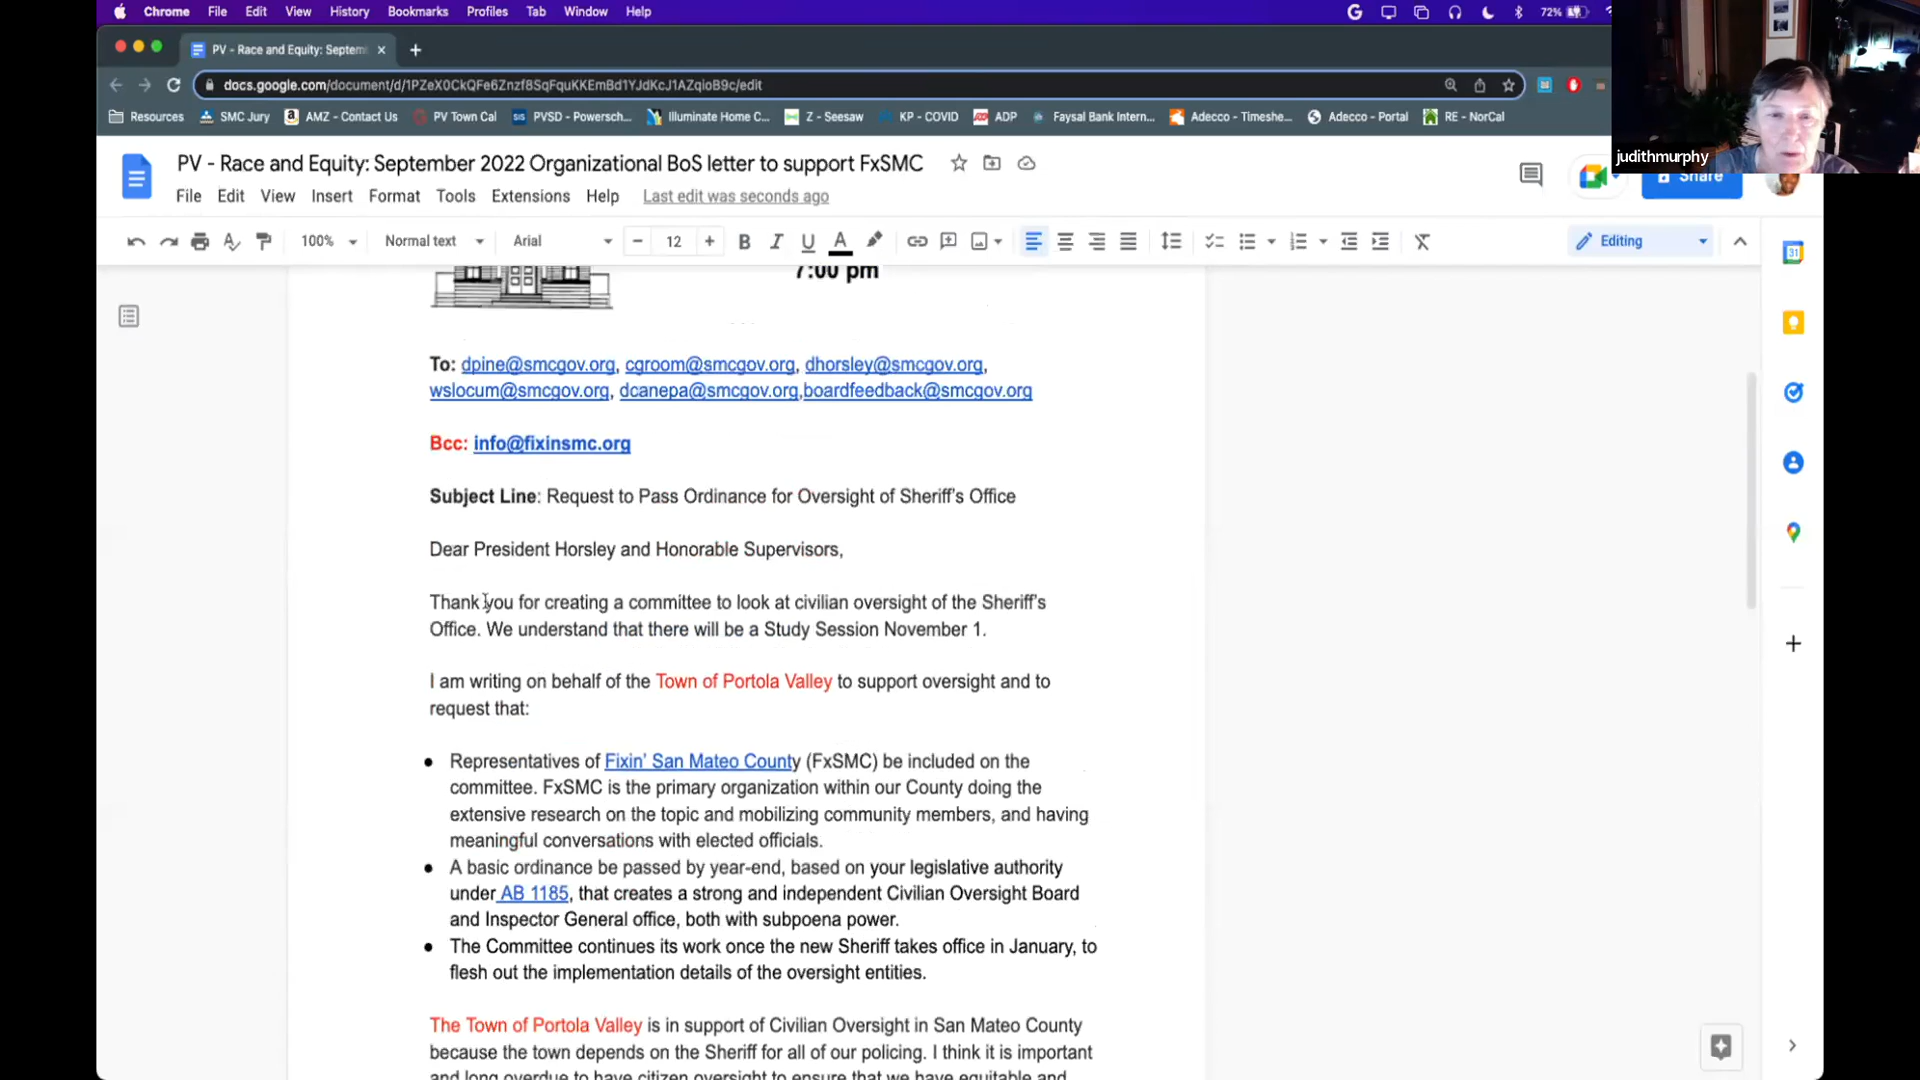 Chrome File Edit View History Bookmarks Profiles Tab Window Help 72%
PV - Race and Equity: Septem
docs.google.com/document/d/1PZeX0CkQFe6Znzf8SqFquKKEmBd1YJdKcJ1AZqioB9c/edit
Resources SMC Jury AMZ - Contact Us PV Town Cal PVSD - Powersch... Illuminate Home C... Z - Seesaw KP - COVID ADP Faysal Bank Intern... Adecco - Timeshe... Adecco - Portal RE - NorCal
judithmurphy
PV - Race and Equity: September 2022 Organizational BoS letter to support FxSMC
Share
File Edit View Insert Format Tools Extensions Help Last edit was seconds ago
100% Normal text Arial 12 Editing
7:00 pm
To: dpine@smcgov.org, cgroom@smcgov.org, dhorsley@smcgov.org,
wslocum@smcgov.org, dcanepa@smcgov.org,boardfeedback@smcgov.org
Bcc: info@fixinsmc.org
Subject Line: Request to Pass Ordinance for Oversight of Sheriff's Office
Dear President Horsley and Honorable Supervisors,
Thank you for creating a committee to look at civilian oversight of the Sheriff's
Office. We understand that there will be a Study Session November 1.
I am writing on behalf of the Town of Portola Valley to support oversight and to
request that:
● Representatives of Fixin' San Mateo County (FxSMC) be included on the
committee. FxSMC is the primary organization within our County doing the
extensive research on the topic and mobilizing community members, and having
meaningful conversations with elected officials.
● A basic ordinance be passed by year-end, based on your legislative authority
under AB 1185, that creates a strong and independent Civilian Oversight Board
and Inspector General office, both with subpoena power.
● The Committee continues its work once the new Sheriff takes office in January, to
flesh out the implementation details of the oversight entities.
The Town of Portola Valley is in support of Civilian Oversight in San Mateo County
because the town depends on the Sheriff for all of our policing. I think it is important
and long overdue to have citizen oversight to ensure that we have equitable and